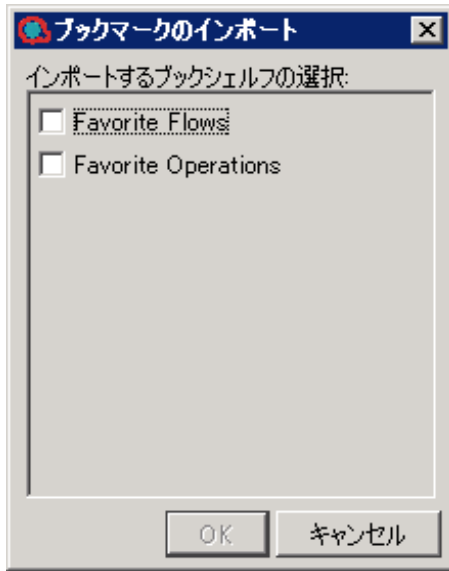 ブックマークのインポート
インポートするブックシェルフの選択:
Favorite Flows
Favorite Operations
OK
キャンセル